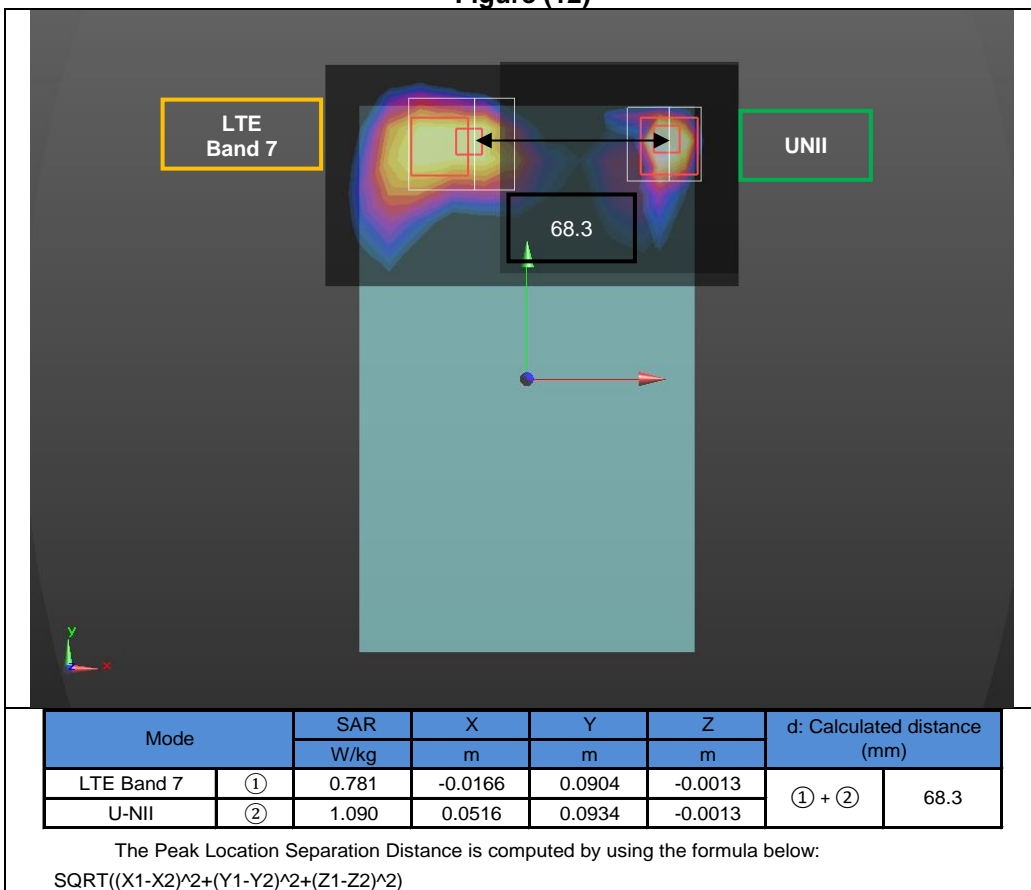 Figure (12)
LTE
Band 7
UNII
68.3
y
x
Mode SAR X Y Z d: Calculated distance
(mm)
W/kg m m m
LTE Band 7 ① 0.781 -0.0166 0.0904 -0.0013 ① + ② 68.3
U-NII ② 1.090 0.0516 0.0934 -0.0013
The Peak Location Separation Distance is computed by using the formula below:
SQRT((X1-X2)^2+(Y1-Y2)^2+(Z1-Z2)^2)